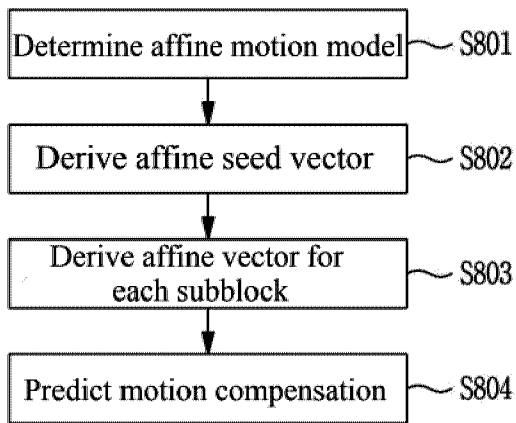 Determine affine motion model S801
Derive affine seed vector S802
Derive affine vector for
each subblock S803
Predict motion compensation S804